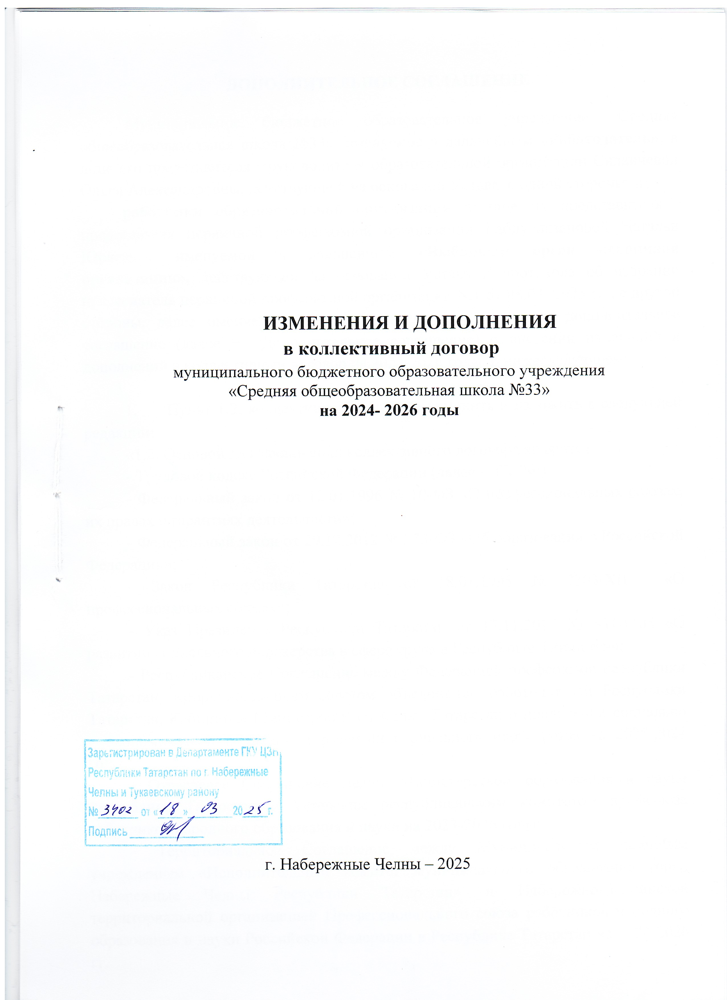 ИЗМЕНЕНИЯ И ДОПОЛНЕНИЯ
в коллективный договор
муниципального бюджетного образовательного учреждения
«Средняя общеобразовательная школа №33»
на 2024- 2026 годы
Зарегистрирован в Департаменте ГКУ ЦЗН
Республики Татарстан по г. Набережные
Челны и Тукаевскому району
№ 3402 от «18» 03 2025 г.
Подпись
г. Набережные Челны – 2025